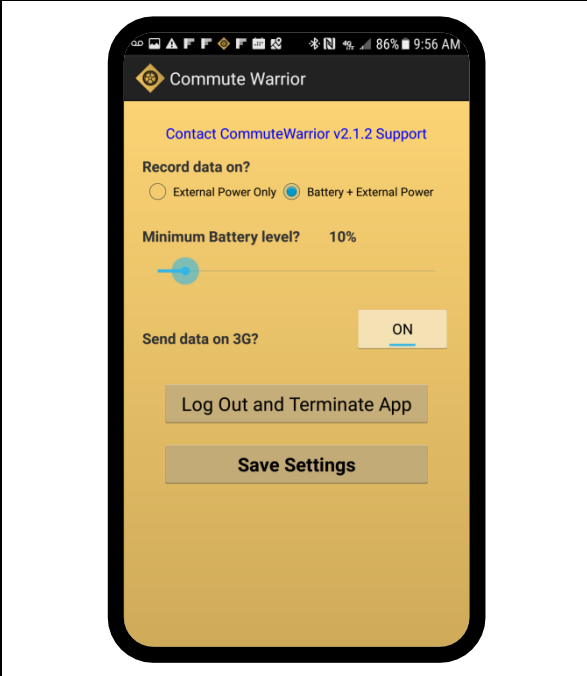 86% 9:56 AM
Commute Warrior
Contact CommuteWarrior v2.1.2 Support
Record data on?
External Power Only Battery + External Power
Minimum Battery level? 10%
Send data on 3G? ON
Log Out and Terminate App
Save Settings